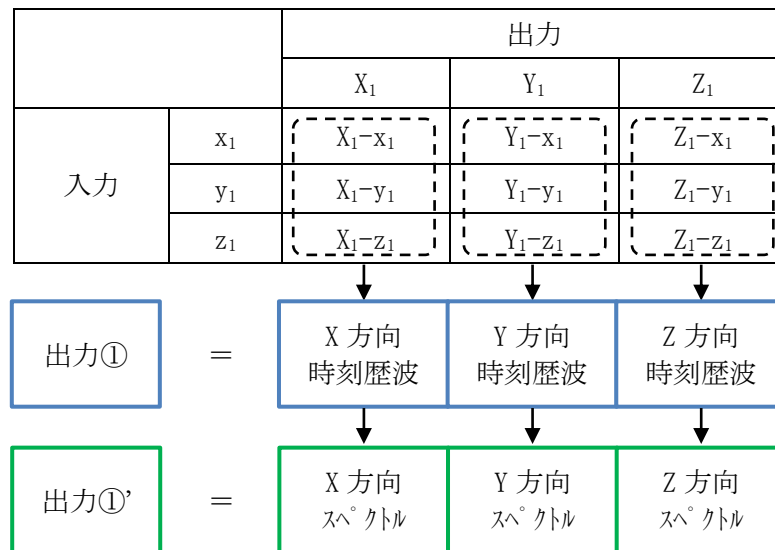 出力
X₁ Y₁ Z₁
入力 x₁ X₁-x₁ Y₁-x₁ Z₁-x₁
y₁ X₁-y₁ Y₁-y₁ Z₁-y₁
z₁ X₁-z₁ Y₁-z₁ Z₁-z₁
出力① = X 方向 Y 方向 Z 方向
時刻歴波 時刻歴波 時刻歴波
出力①’ = X 方向 Y 方向 Z 方向
ｽﾍﾟｸﾄﾙ ｽﾍﾟｸﾄﾙ ｽﾍﾟｸﾄﾙ